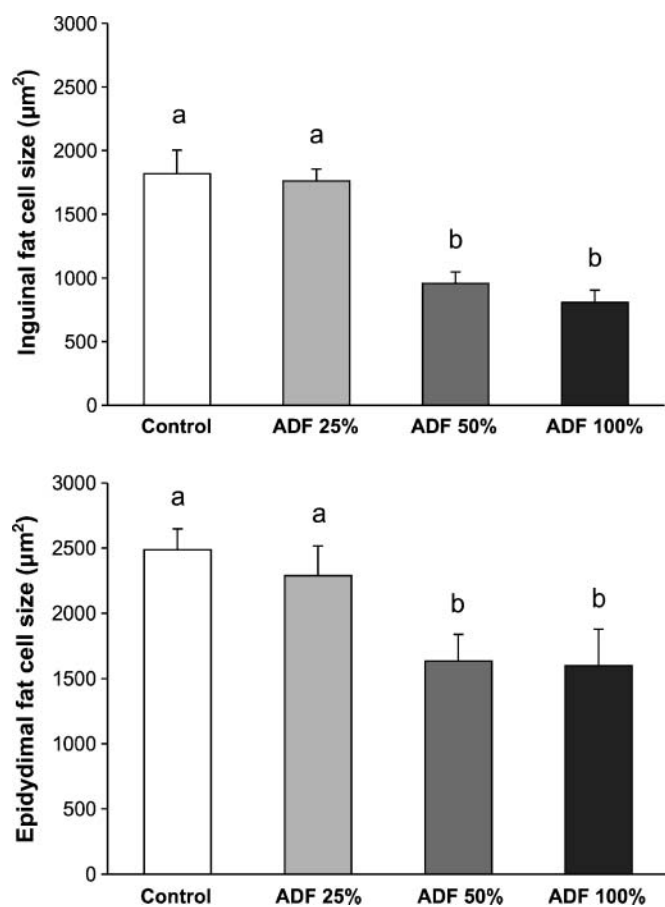 Inguinal fat cell size (µm²)
3000
2500
2000
1500
1000
500
0
a
a
b
b
Control
ADF 25%
ADF 50%
ADF 100%
Epidydimal fat cell size (µm²)
3000
2500
2000
1500
1000
500
0
a
a
b
b
Control
ADF 25%
ADF 50%
ADF 100%